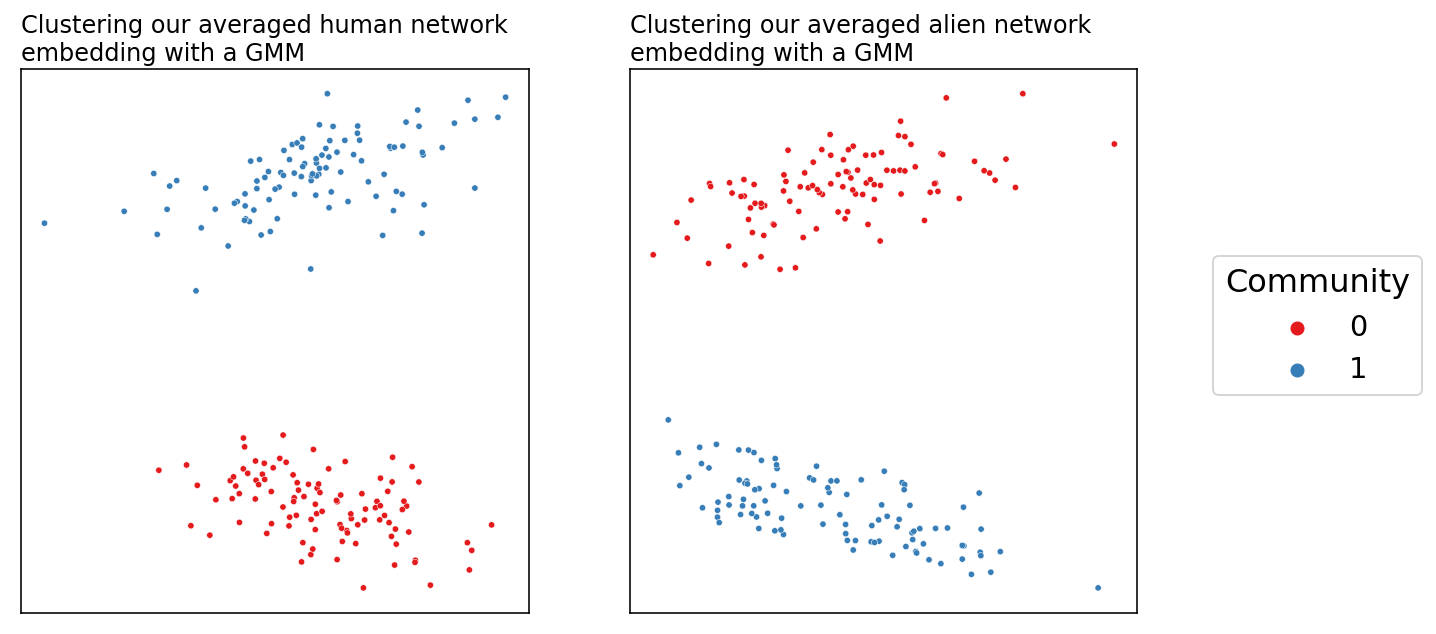 Clustering our averaged human network
embedding with a GMM
Clustering our averaged alien network
embedding with a GMM
Community
0
1